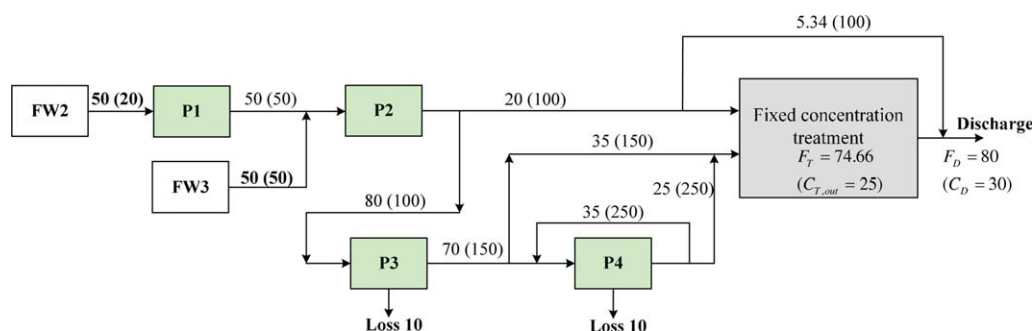 5.34 (100)
FW2
50 (20)
P1
50 (50)
P2
20 (100)
Fixed concentration
treatment
F_T = 74.66
(C_{T,out} = 25)
Discharge
F_D = 80
(C_D = 30)
FW3
50 (50)
35 (150)
25 (250)
80 (100)
35 (250)
P3
70 (150)
P4
Loss 10
Loss 10